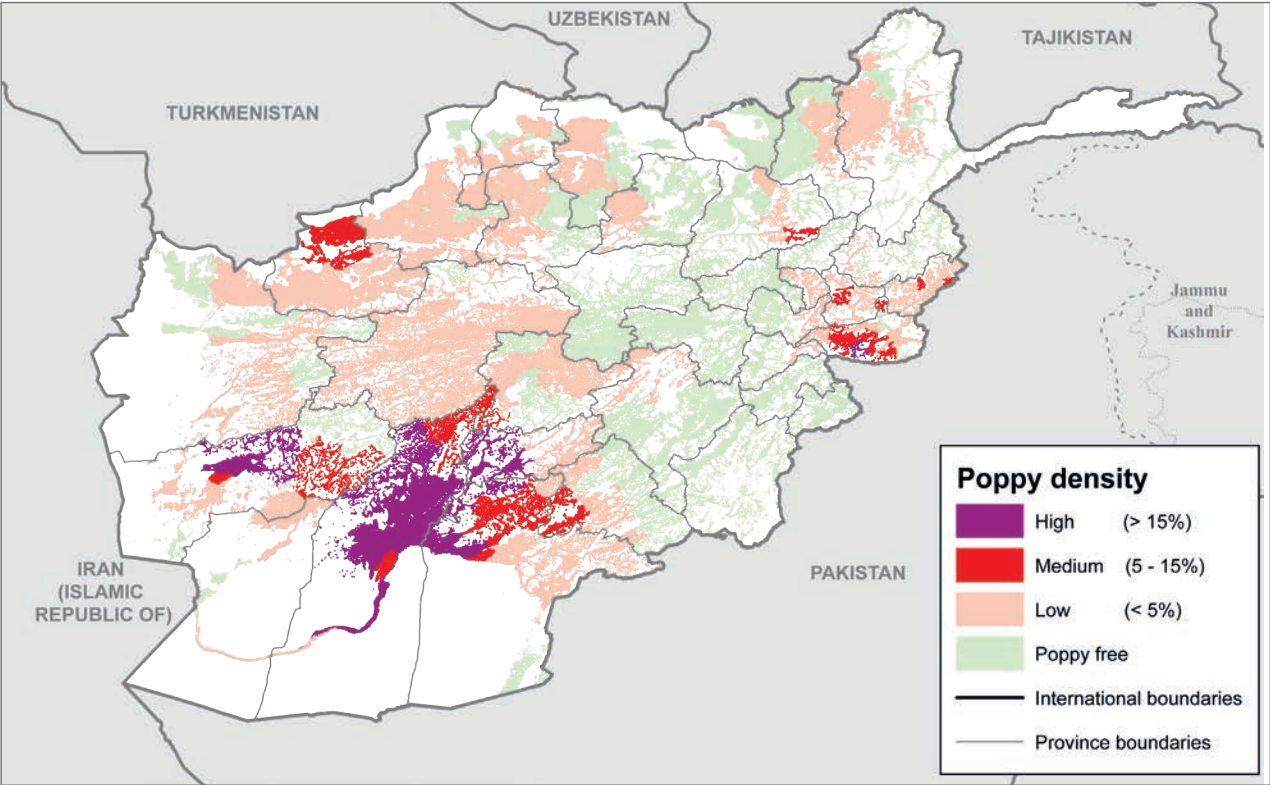 UZBEKISTAN
TAJIKISTAN
TURKMENISTAN
Jammu
and
Kashmir
IRAN
(ISLAMIC
REPUBLIC OF)
PAKISTAN
Poppy density
High (> 15%)
Medium (5 - 15%)
Low (< 5%)
Poppy free
International boundaries
Province boundaries